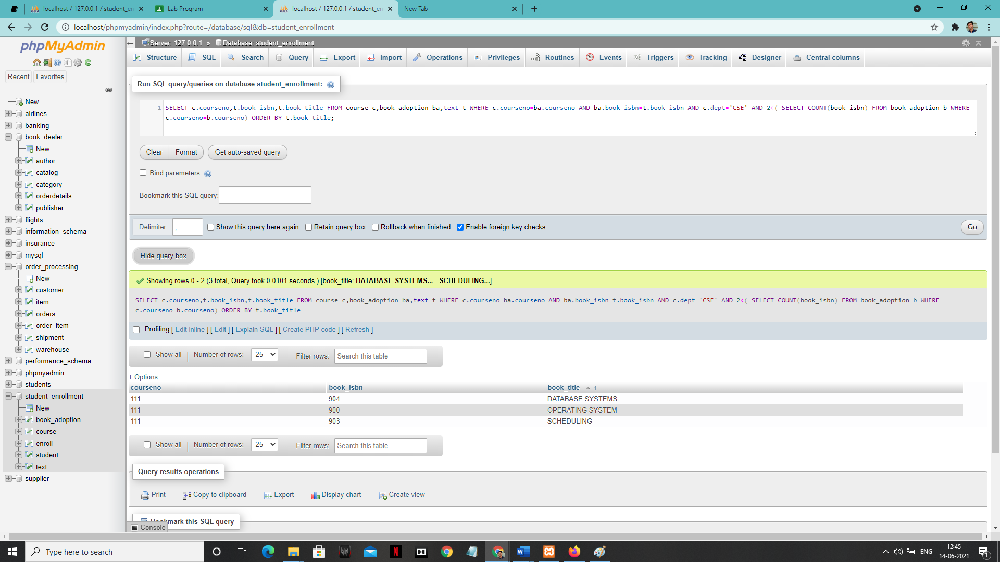 localhost / 127.0.0.1 / student_en
Lab Program
localhost / 127.0.0.1 / student_en
New Tab
localhost/phpmyadmin/index.php?route=/database/sql&db=student_enrollment
phpMyAdmin
Recent
Favorites
New
airlines
banking
book_dealer
New
author
catalog
category
orderdetails
publisher
flights
information_schema
insurance
mysql
order_processing
New
customer
item
orders
order_item
shipment
warehouse
performance_schema
phpmyadmin
students
student_enrollment
New
book_adoption
course
enroll
student
text
supplier
Server: 127.0.0.1 » Database: student_enrollment
Structure SQL Search Query Export Import Operations Privileges Routines Events Triggers Tracking Designer Central columns
Run SQL query/queries on database student_enrollment:
1 SELECT c.courseno,t.book_isbn,t.book_title FROM course c,book_adoption ba,text t WHERE c.courseno=ba.courseno AND ba.book_isbn=t.book_isbn AND c.dept='CSE' AND 2<( SELECT COUNT(book_isbn) FROM book_adoption b WHERE
c.courseno=b.courseno) ORDER BY t.book_title;
Clear Format Get auto-saved query
Bind parameters
Bookmark this SQL query:
Delimiter ; Show this query here again Retain query box Rollback when finished Enable foreign key checks Go
Hide query box
Showing rows 0 - 2 (3 total, Query took 0.0101 seconds.) [book_title: DATABASE SYSTEMS... - SCHEDULING...]
SELECT c.courseno,t.book_isbn,t.book_title FROM course c,book_adoption ba,text t WHERE c.courseno=ba.courseno AND ba.book_isbn=t.book_isbn AND c.dept='CSE' AND 2<( SELECT COUNT(book_isbn) FROM book_adoption b WHERE
c.courseno=b.courseno) ORDER BY t.book_title
Profiling [ Edit inline ] [ Edit ] [ Explain SQL ] [ Create PHP code ] [ Refresh ]
Show all | Number of rows: 25 Filter rows: Search this table
+ Options
courseno book_isbn book_title 1
111 904 DATABASE SYSTEMS
111 900 OPERATING SYSTEM
111 903 SCHEDULING
Show all | Number of rows: 25 Filter rows: Search this table
Query results operations
Print Copy to clipboard Export Display chart Create view
Bookmark this SQL query
Console
Type here to search
ENG
12:45
14-06-2021
1